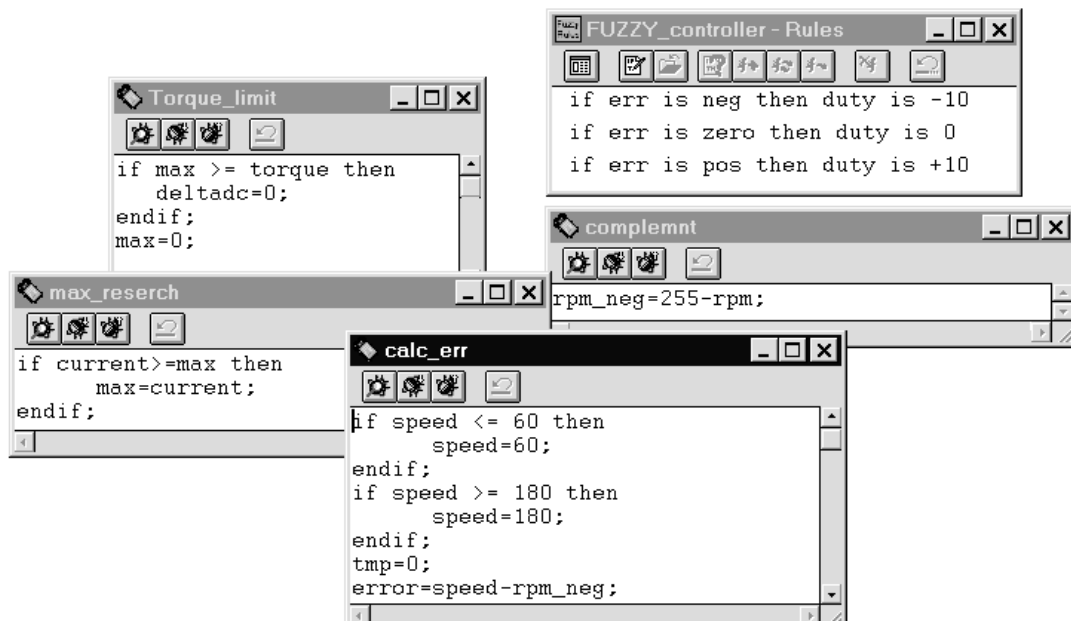 FUZZY_controller - Rules
if err is neg then duty is -10
if err is zero then duty is 0
if err is pos then duty is +10
Torque_limit
if max >= torque then
deltadc=0;
endif;
max=0;
complemnt
rpm_neg=255-rpm;
max_reserch
if current>=max then
max=current;
endif;
calc_err
if speed <= 60 then
speed=60;
endif;
if speed >= 180 then
speed=180;
endif;
tmp=0;
error=speed-rpm_neg;